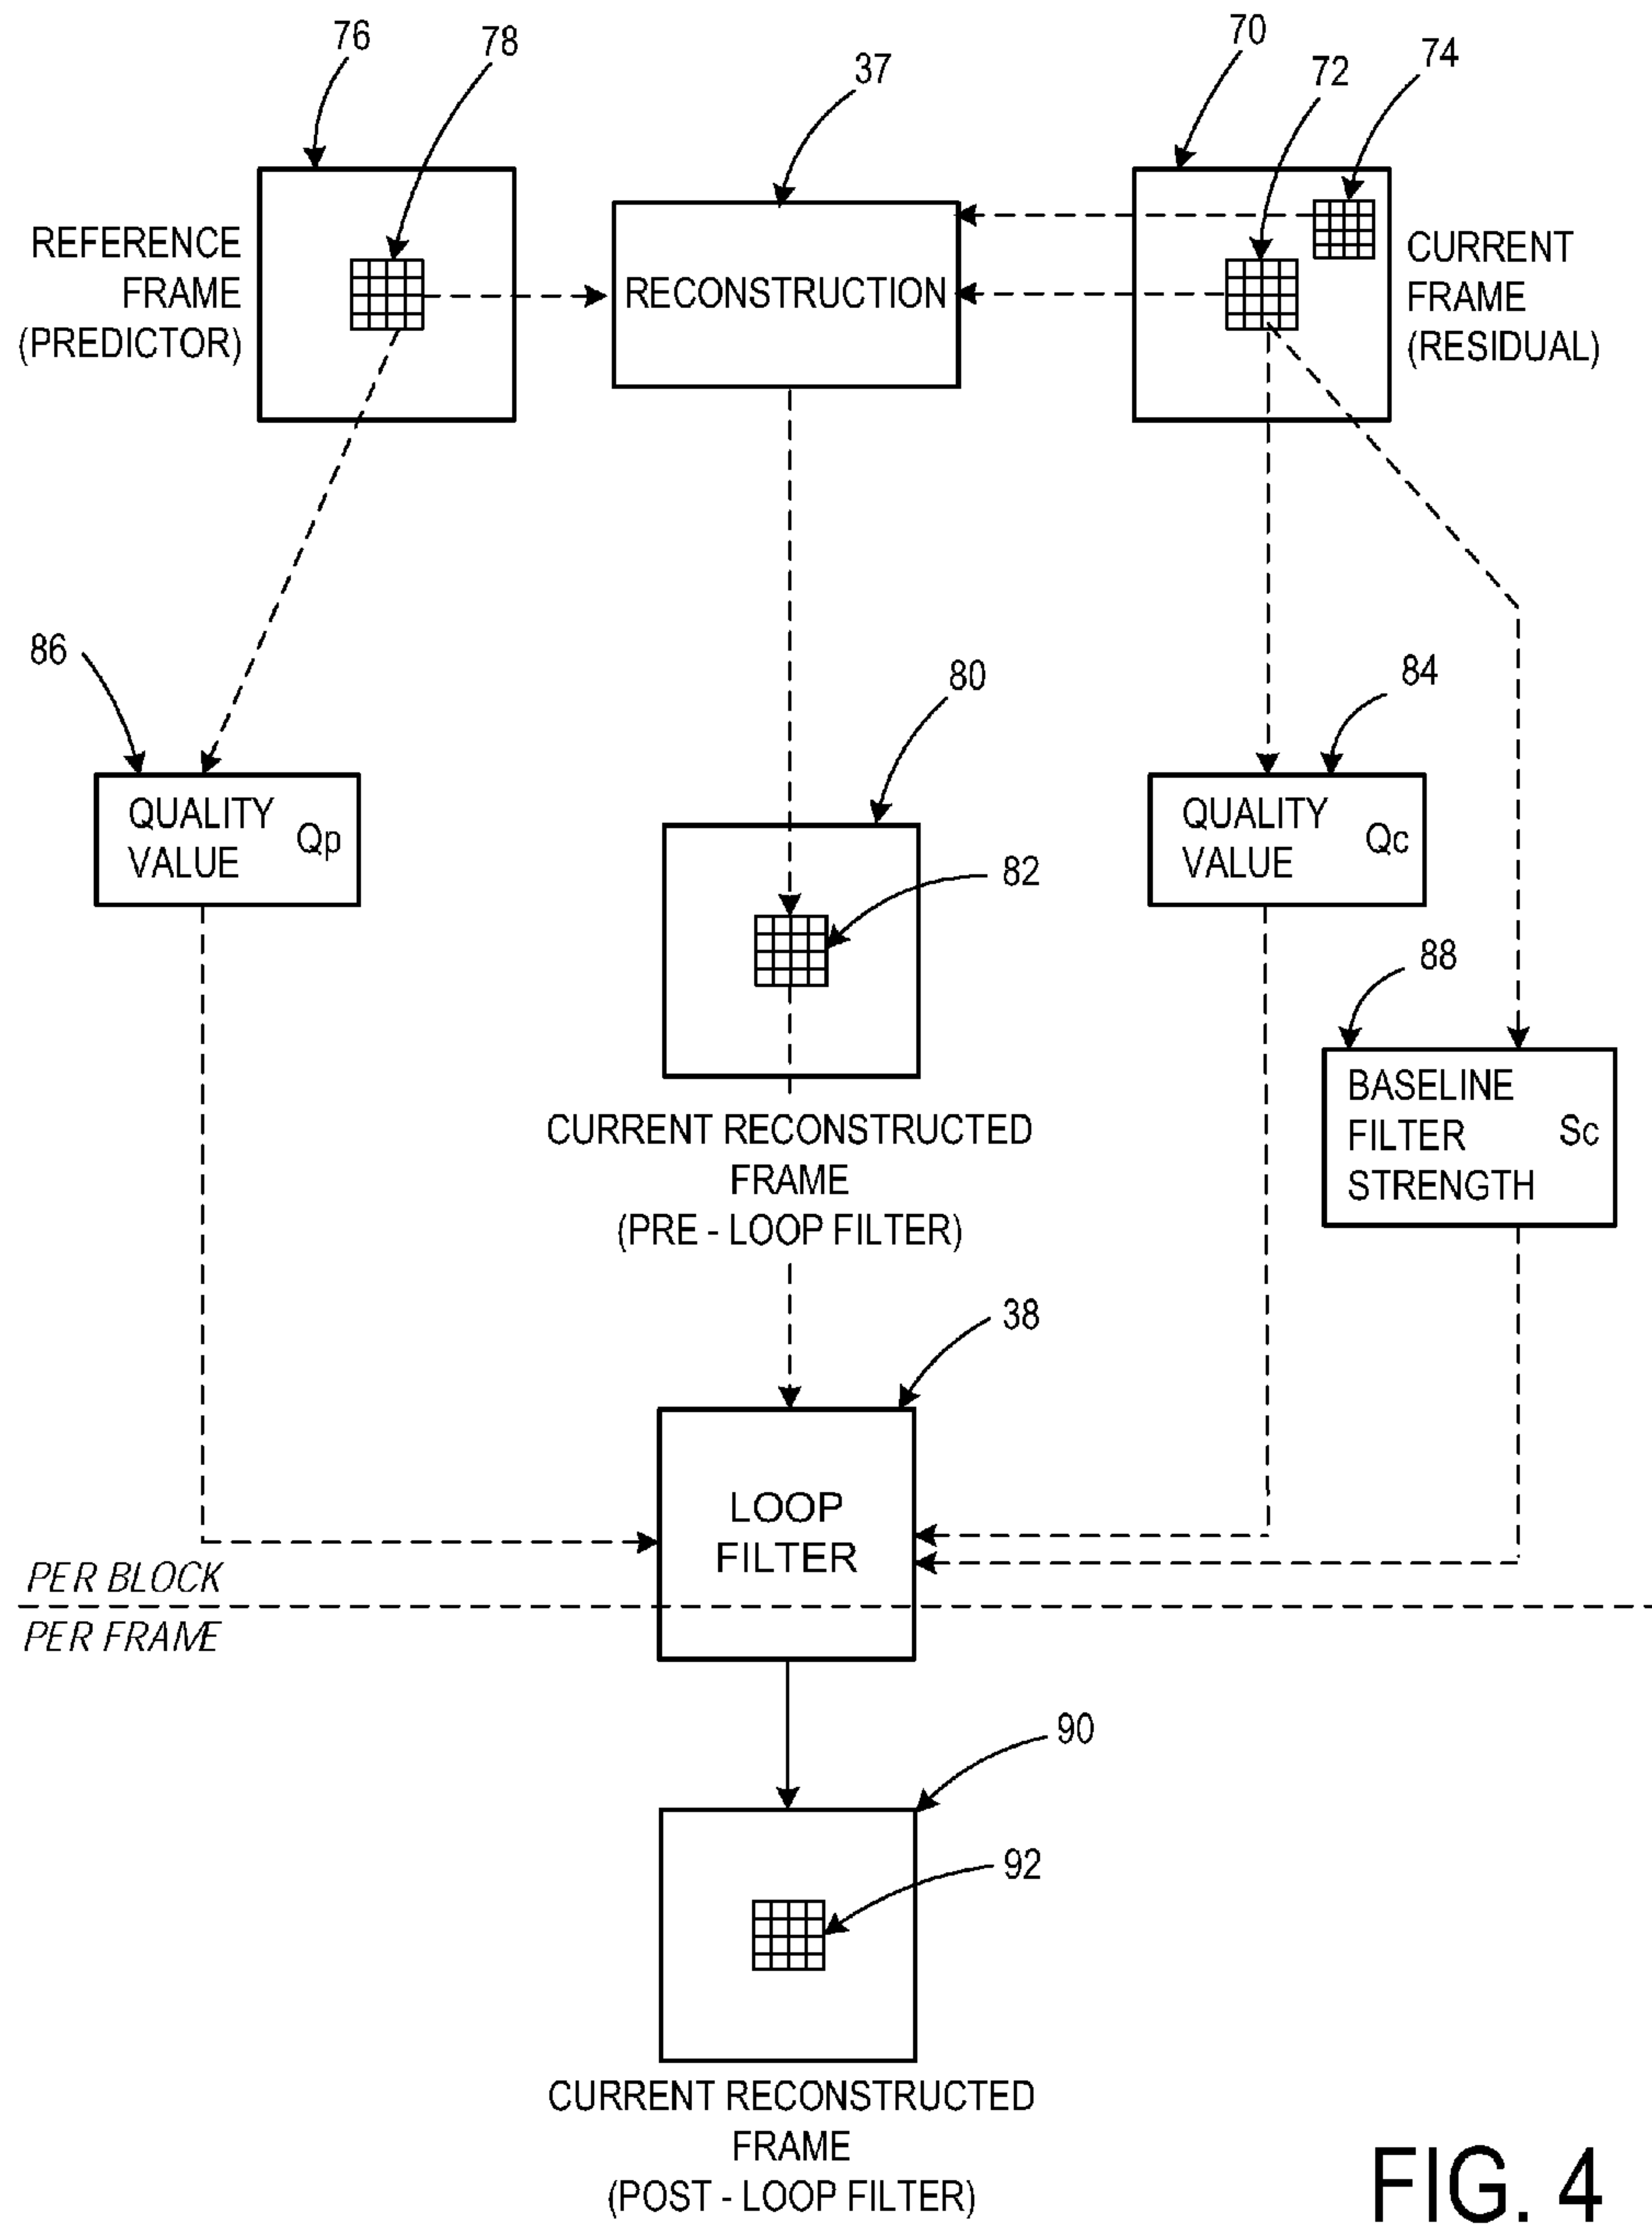 76
78
37
70
72
74
REFERENCE
FRAME
(PREDICTOR)
RECONSTRUCTION
CURRENT
FRAME
(RESIDUAL)
86
80
84
QUALITY
VALUE
Qp
82
QUALITY
VALUE
Qc
88
CURRENT RECONSTRUCTED
FRAME
(PRE - LOOP FILTER)
BASELINE
FILTER
STRENGTH
Sc
38
LOOP
FILTER
PER BLOCK
PER FRAME
90
92
CURRENT RECONSTRUCTED
FRAME
(POST - LOOP FILTER)
FIG. 4